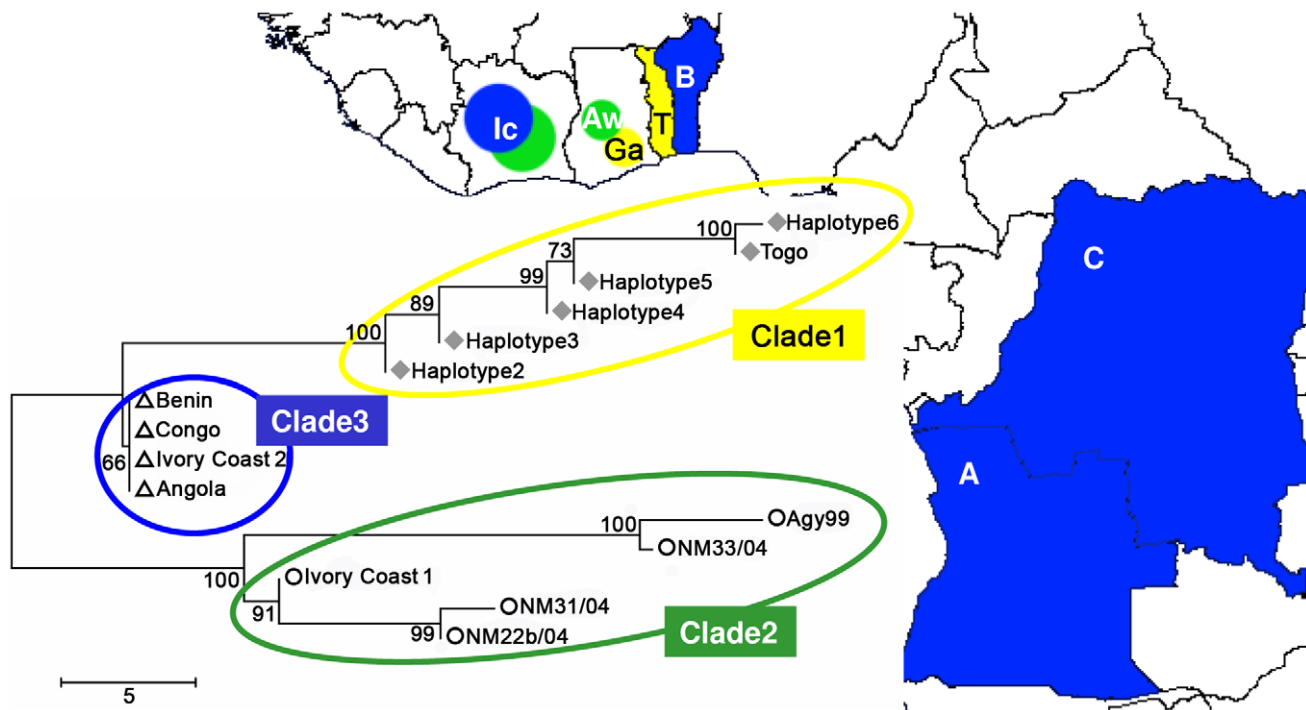 B
Ic
Aw
T
Ga
100
Haplotype6
Togo
73
C
99
Haplotype5
89
Haplotype4
100
Haplotype3
Clade1
Haplotype2
Benin
Clade3
Congo
66
Ivory Coast 2
A
Angola
100
Agy99
NM33/04
100
Ivory Coast 1
91
NM31/04
99
NM22b/04
Clade2
5